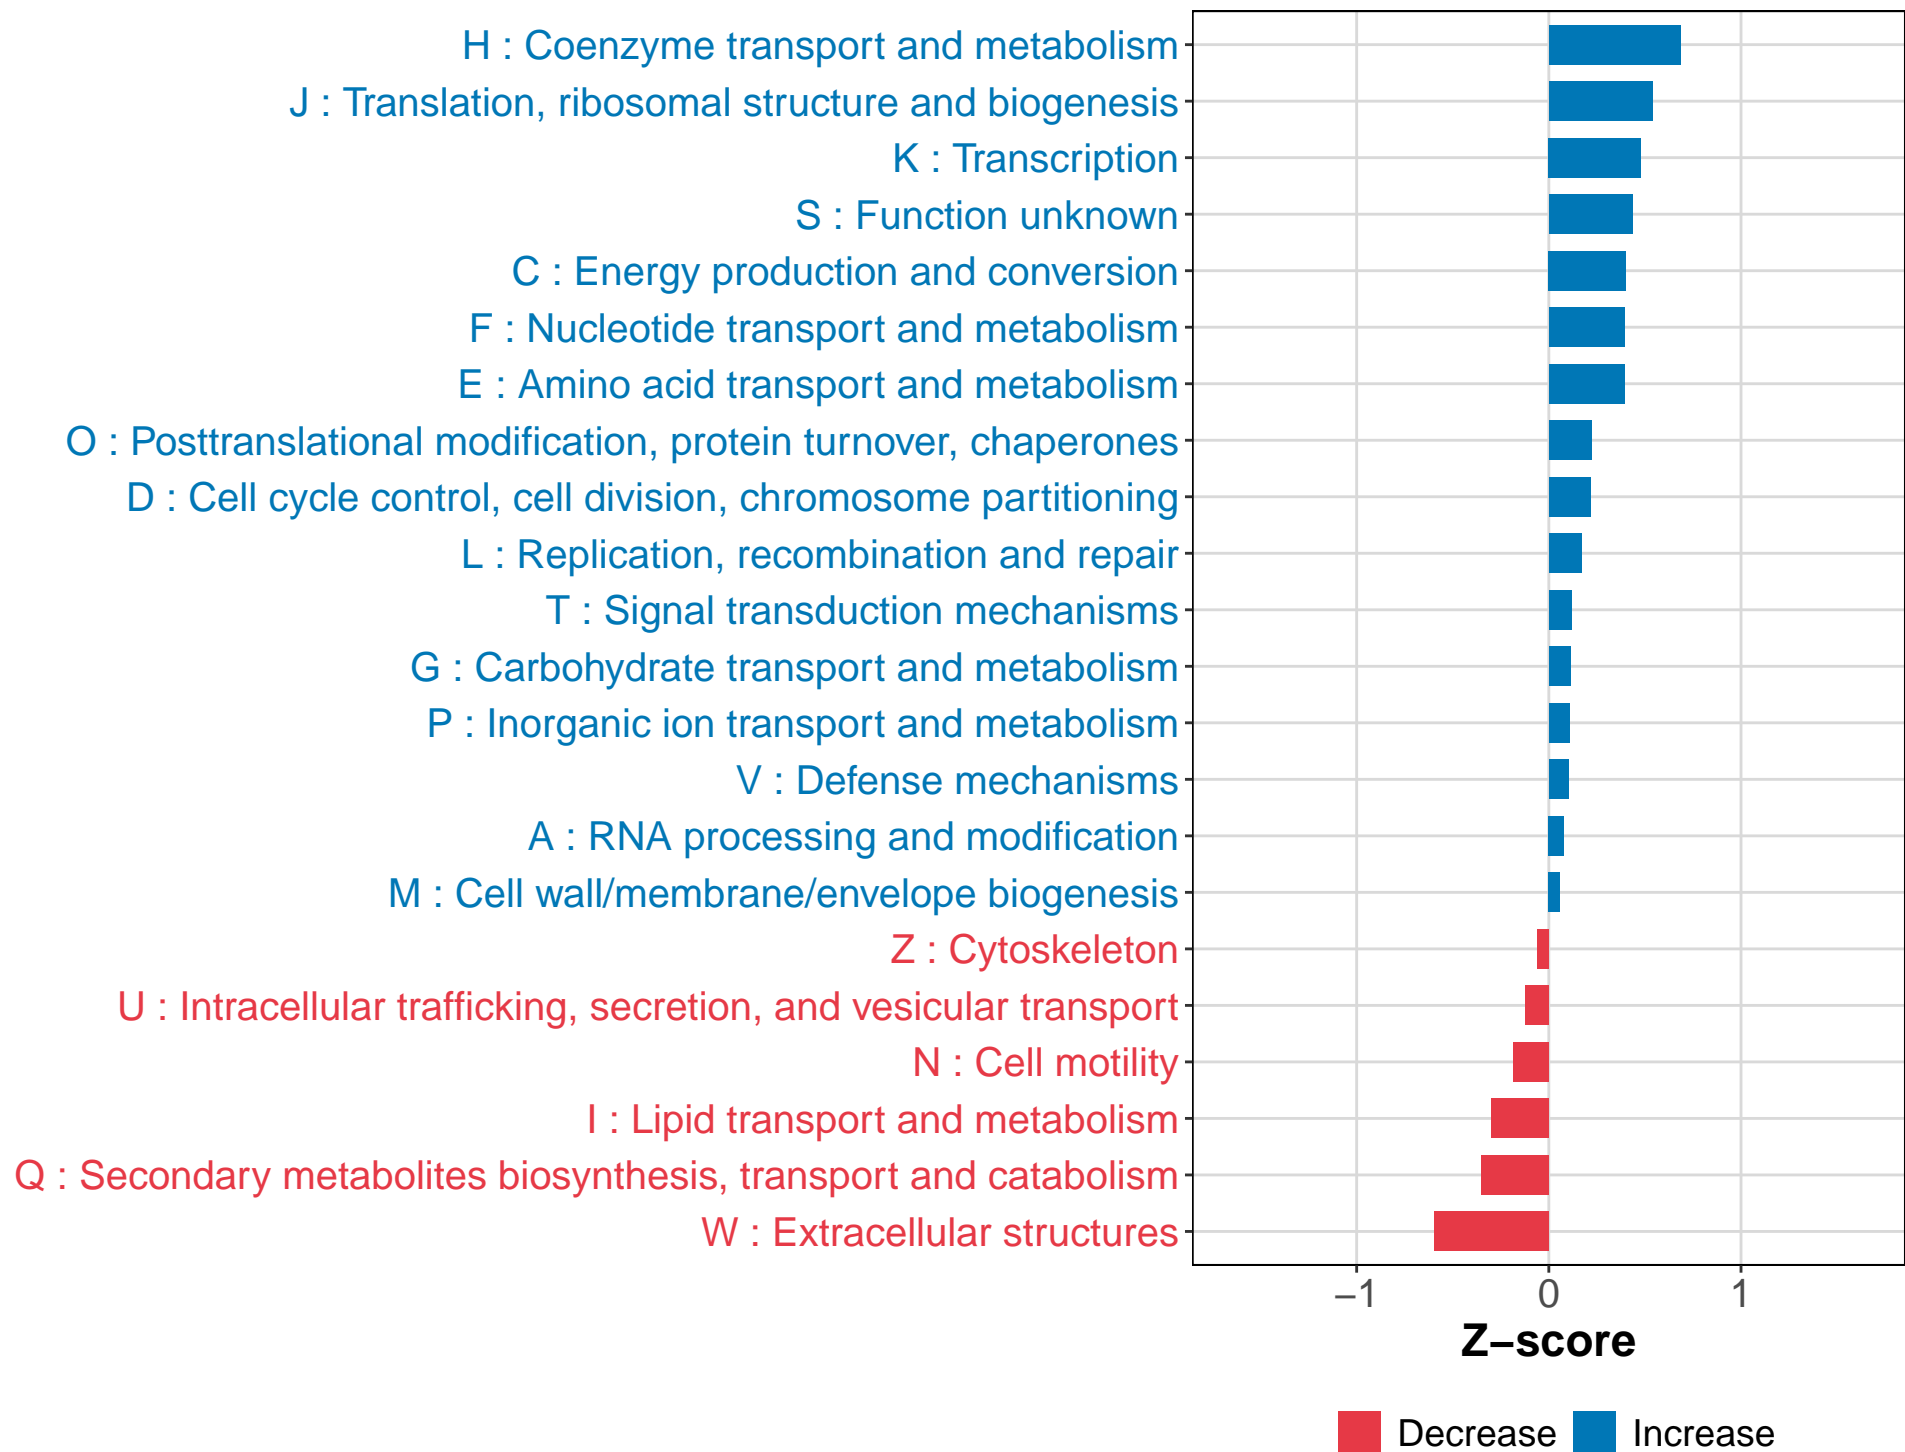 H : Coenzyme transport and metabolism
J : Translation, ribosomal structure and biogenesis
K : Transcription
S : Function unknown
C : Energy production and conversion
F : Nucleotide transport and metabolism
E : Amino acid transport and metabolism
O : Posttranslational modification, protein turnover, chaperones
D : Cell cycle control, cell division, chromosome partitioning
L : Replication, recombination and repair
T : Signal transduction mechanisms
G : Carbohydrate transport and metabolism
P : Inorganic ion transport and metabolism
V : Defense mechanisms
A : RNA processing and modification
M : Cell wall/membrane/envelope biogenesis
Z : Cytoskeleton
U : Intracellular trafficking, secretion, and vesicular transport
N : Cell motility
I : Lipid transport and metabolism
Q : Secondary metabolites biosynthesis, transport and catabolism
W : Extracellular structures
−1 0 1
Z−score
Decrease Increase